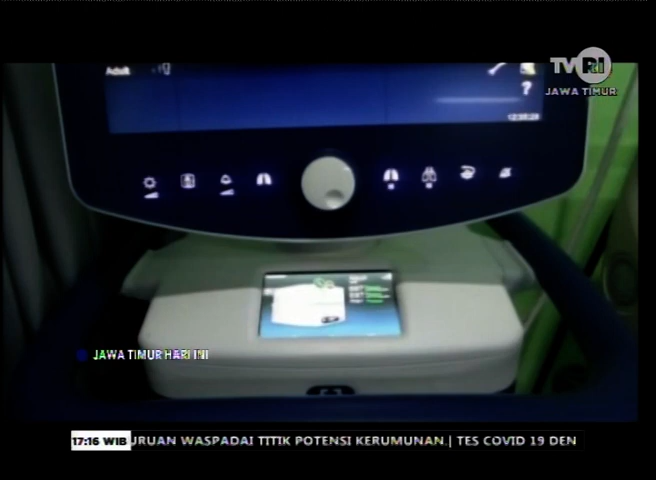 TVRI
JAWA TIMUR
Adult
?
JAWA TIMUR HARI INI
17:16 WIB URUAN WASPADAI TITIK POTENSI KERUMUNAN.| TES COVID 19 DEN